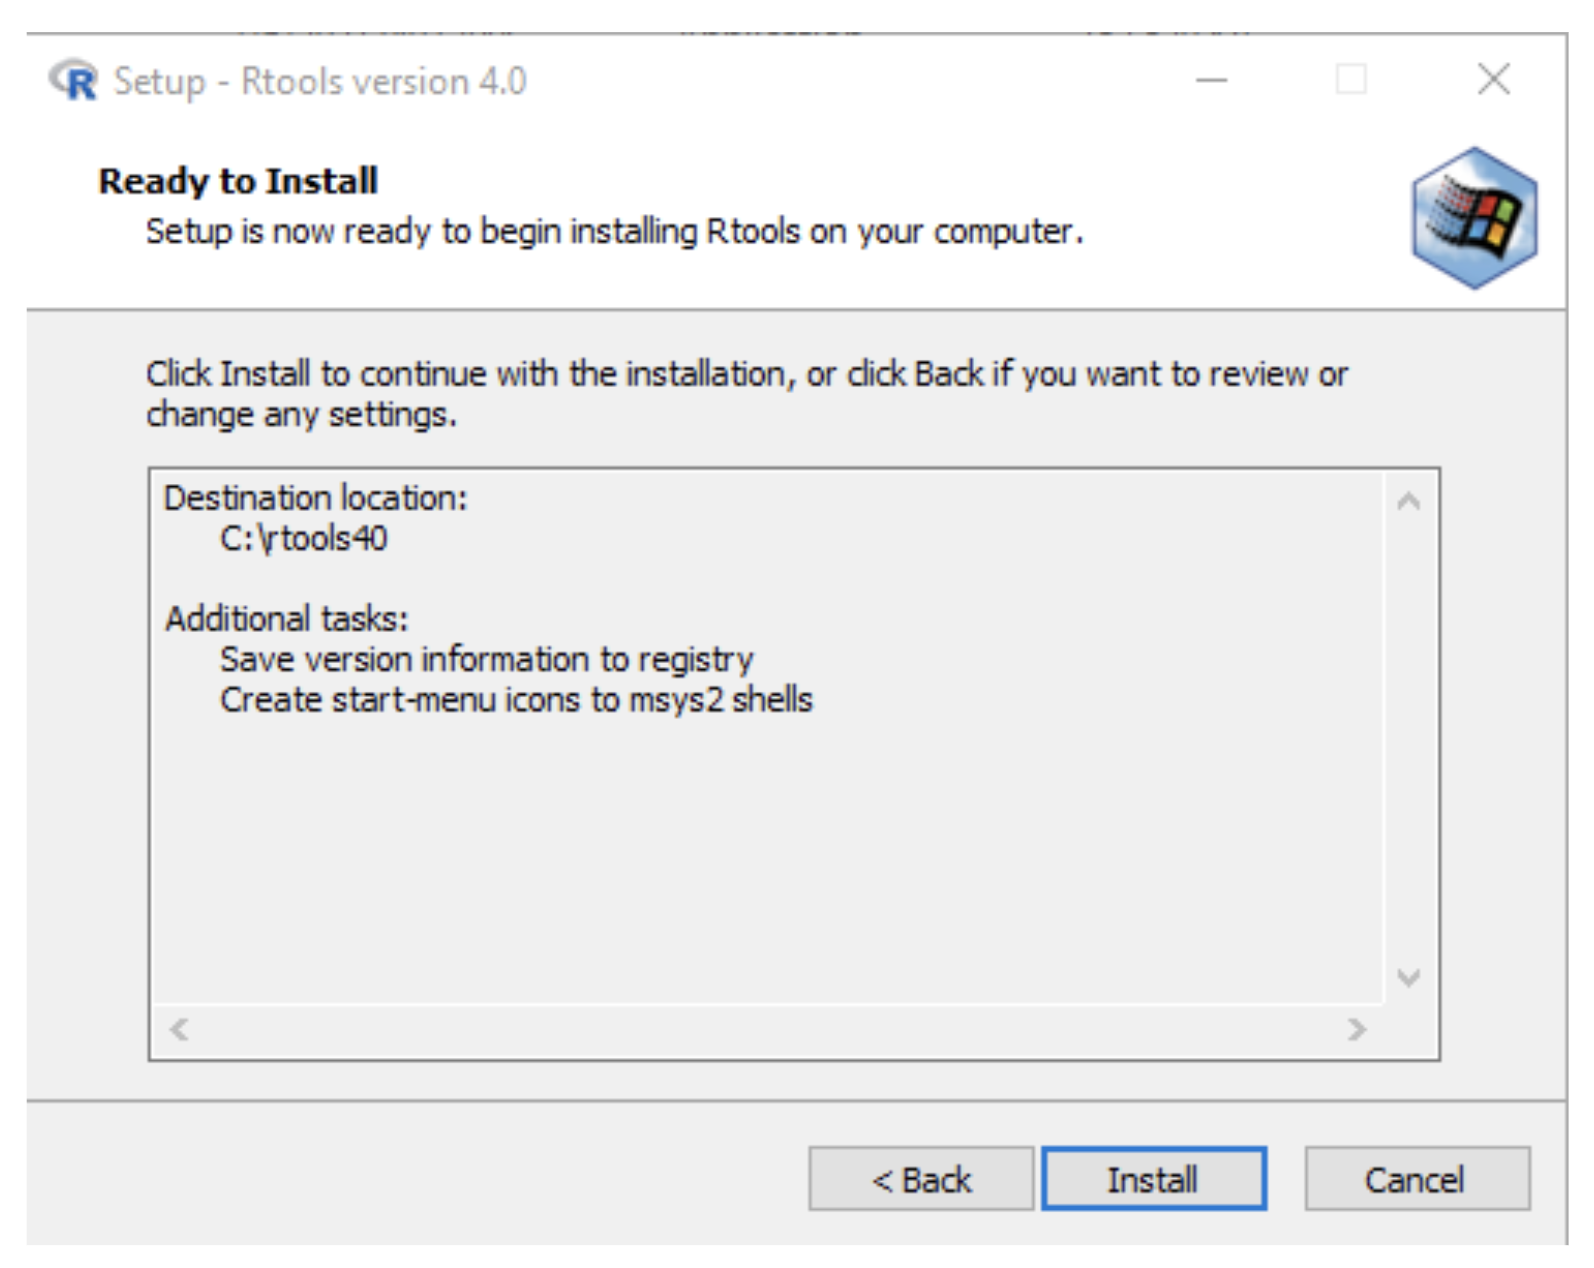 Setup - Rtools version 4.0
Ready to Install
Setup is now ready to begin installing Rtools on your computer.
Click Install to continue with the installation, or click Back if you want to review or
change any settings.
Destination location:
C:\rtools40
Additional tasks:
Save version information to registry
Create start-menu icons to msys2 shells
< Back
Install
Cancel